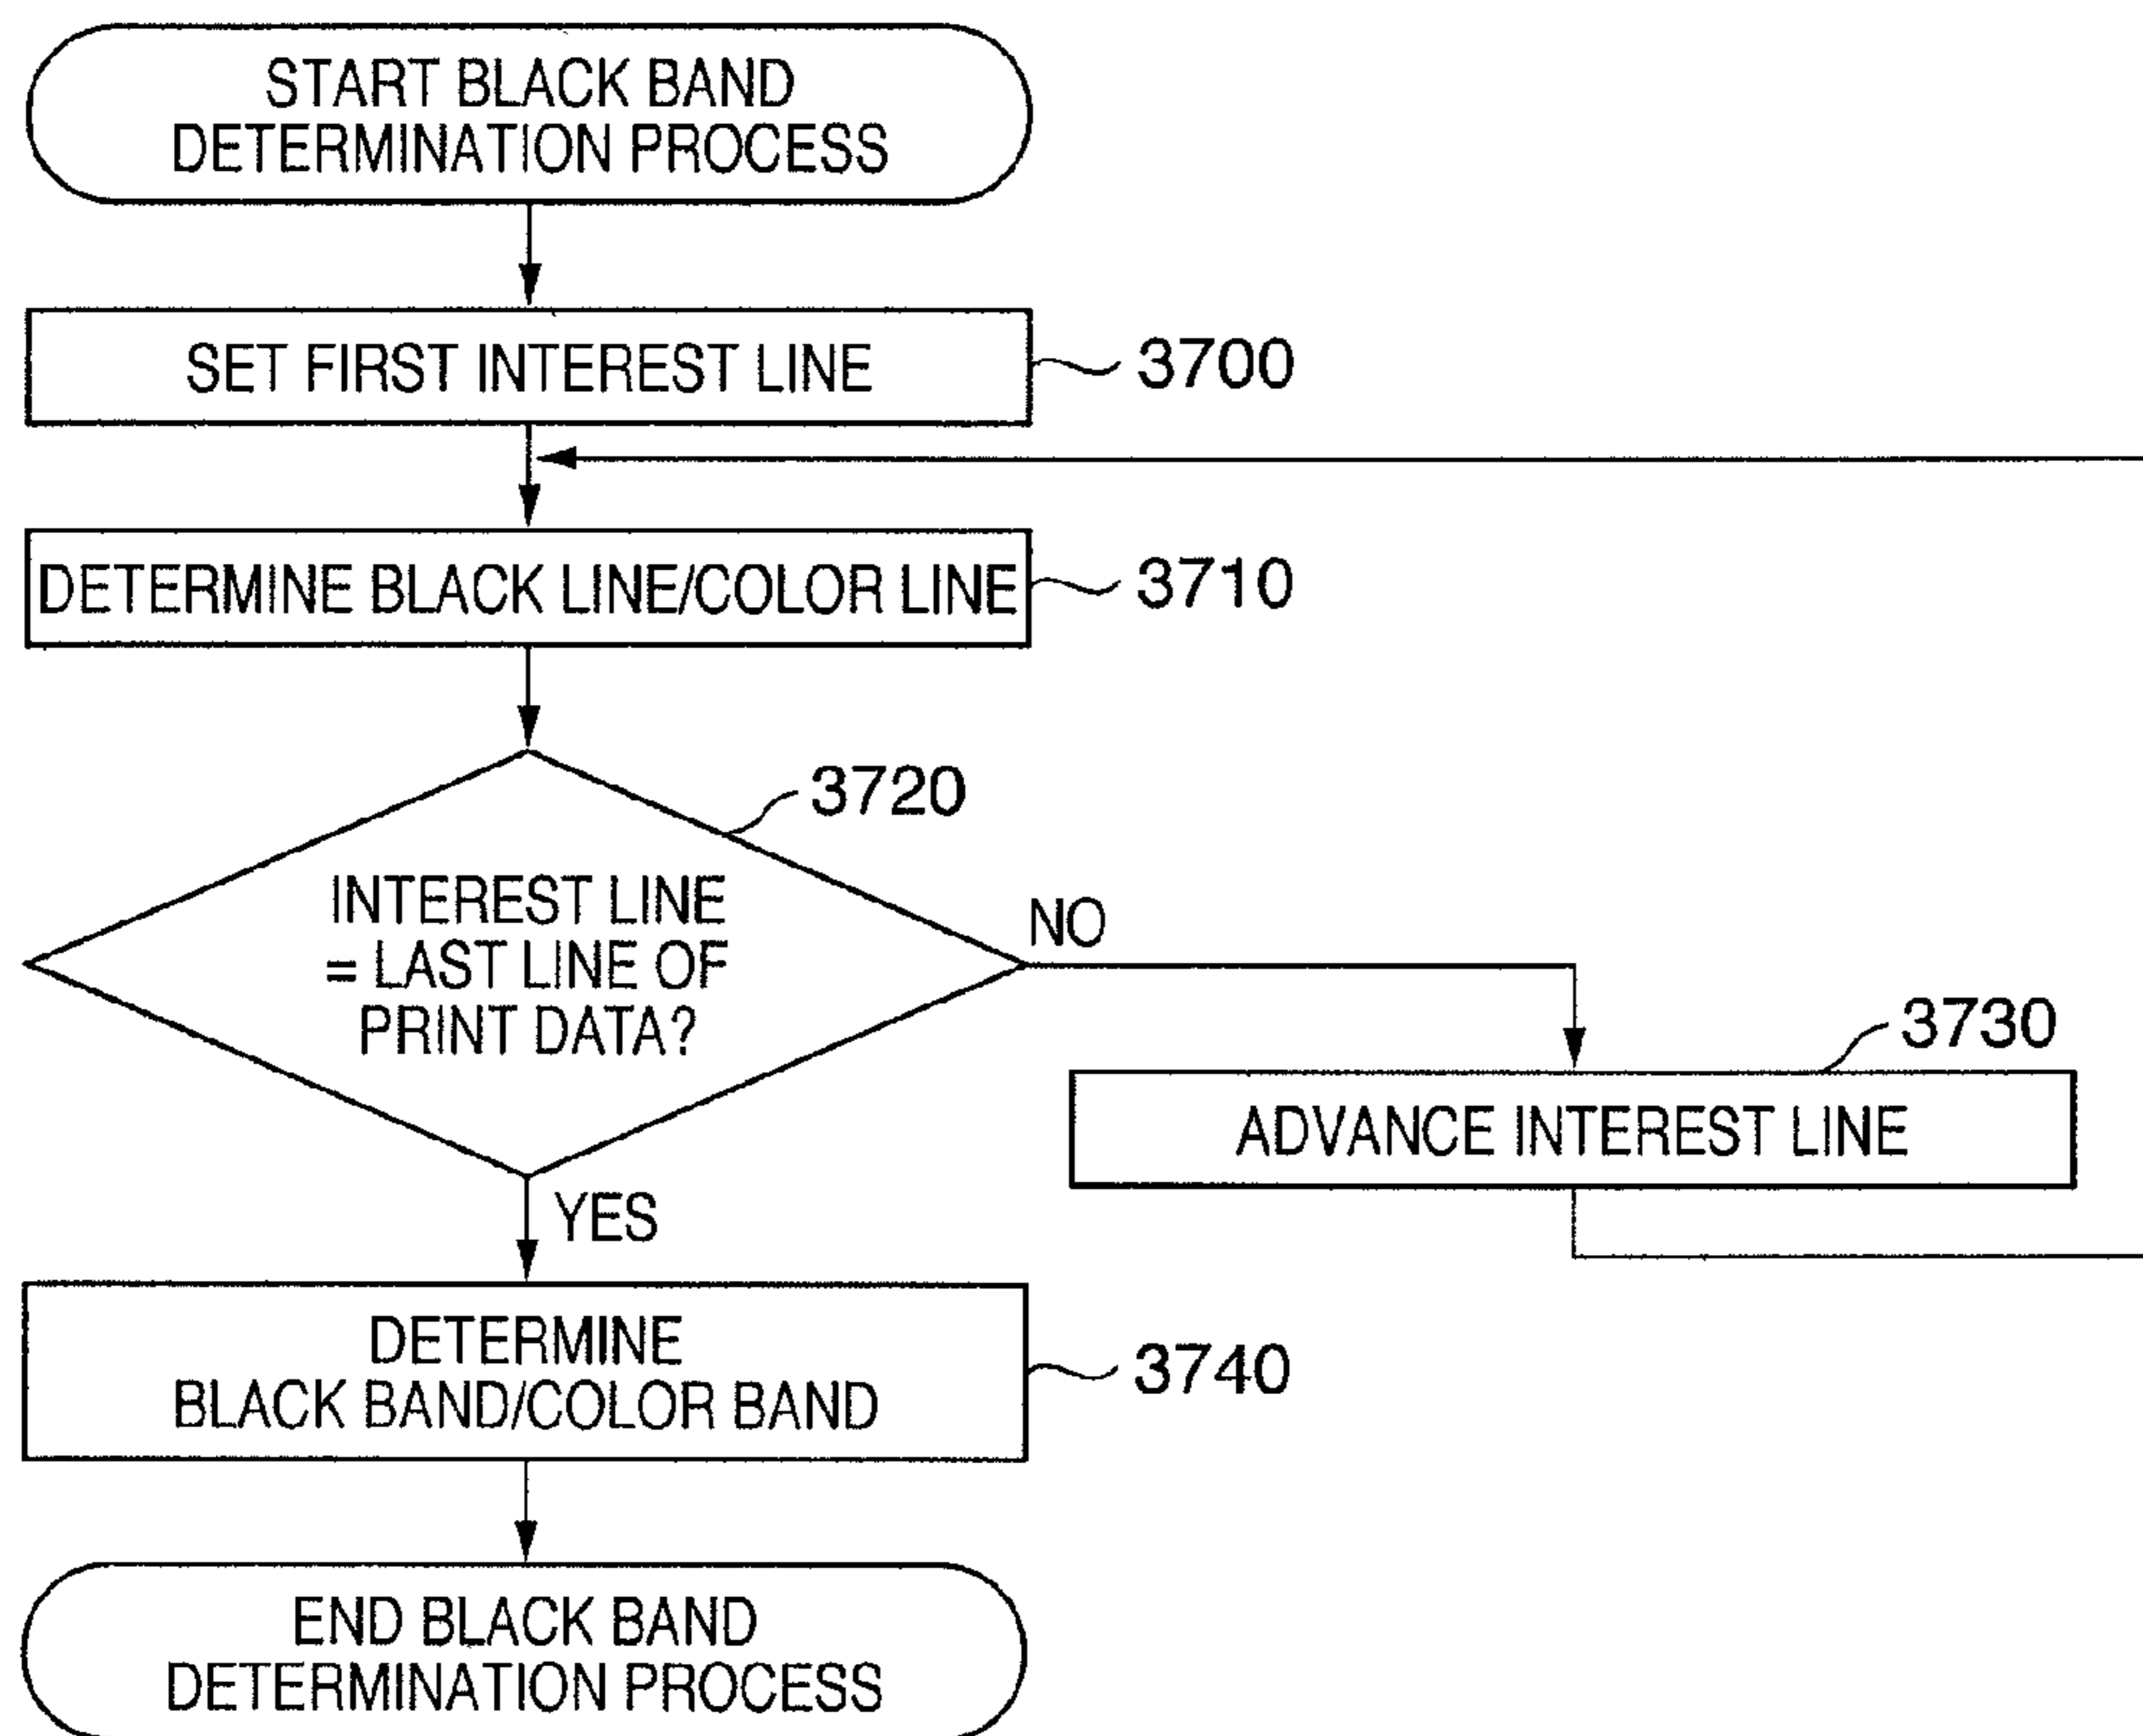 START BLACK BAND
DETERMINATION PROCESS
SET FIRST INTEREST LINE
3700
DETERMINE BLACK LINE/COLOR LINE
3710
3720
INTEREST LINE
= LAST LINE OF
PRINT DATA?
NO
3730
ADVANCE INTEREST LINE
YES
DETERMINE
BLACK BAND/COLOR BAND
3740
END BLACK BAND
DETERMINATION PROCESS